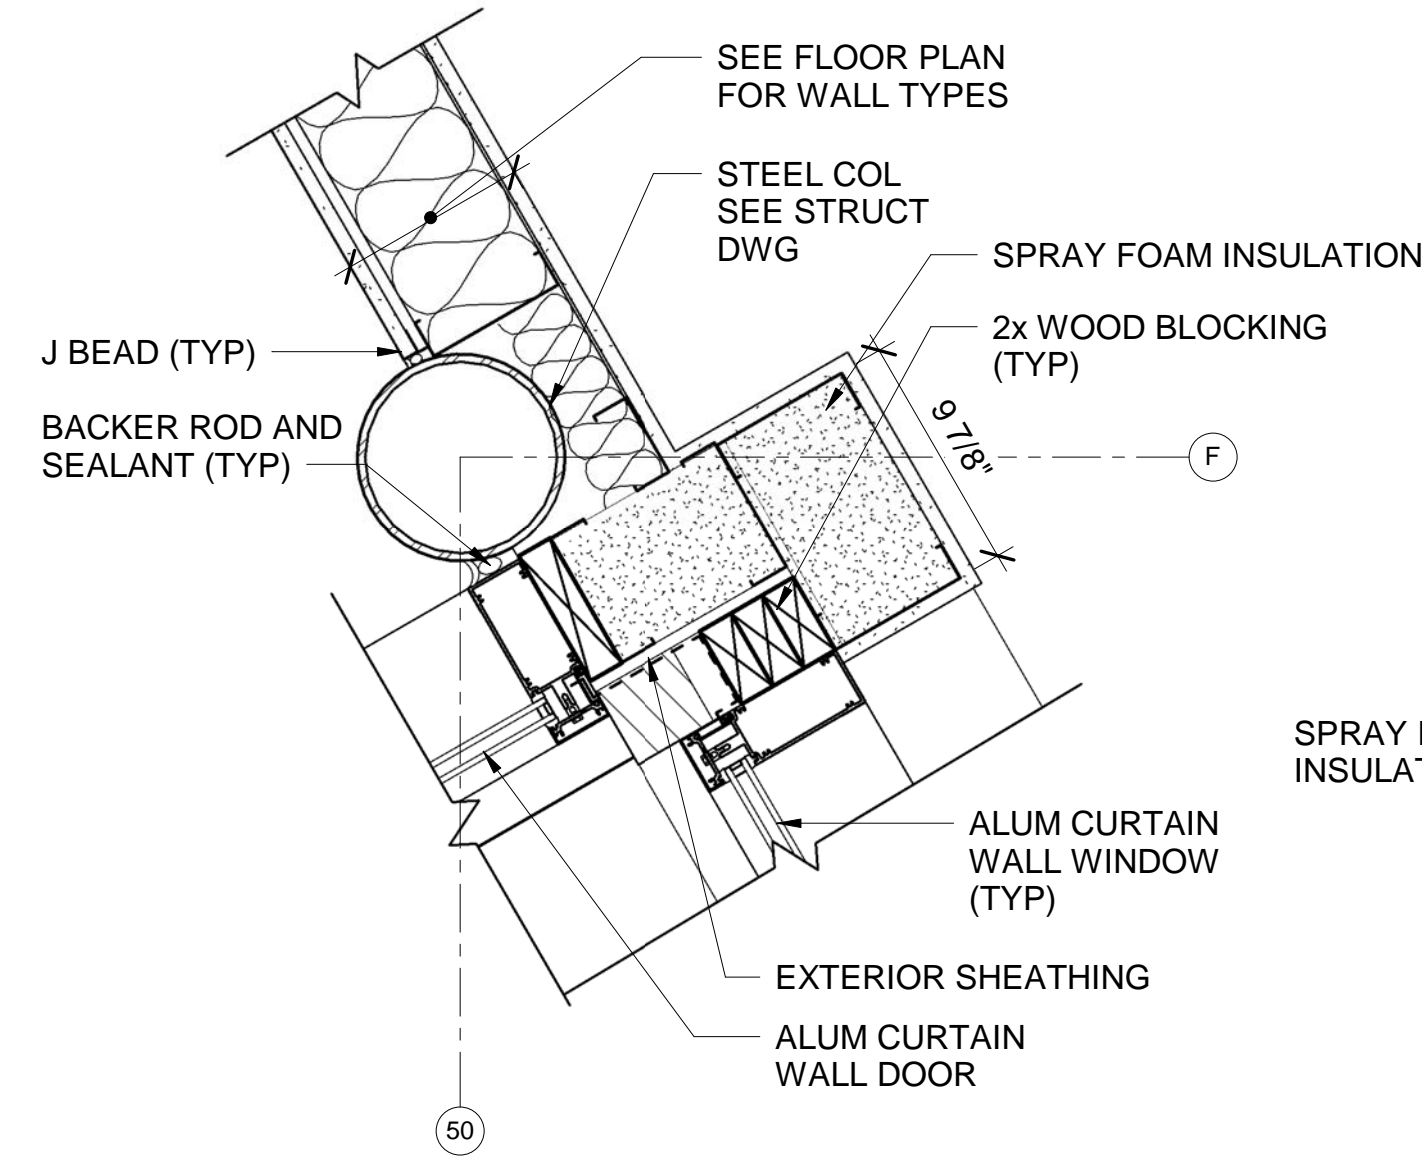 SEE FLOOR PLAN
FOR WALL TYPES
STEEL COL
SEE STRUCT
DWG
SPRAY FOAM INSULATION
2x WOOD BLOCKING
(TYP)
J BEAD (TYP)
BACKER ROD AND
SEALANT (TYP)
9 7/8"
F
SPRAY
INSULAT
ALUM CURTAIN
WALL WINDOW
(TYP)
EXTERIOR SHEATHING
ALUM CURTAIN
WALL DOOR
50